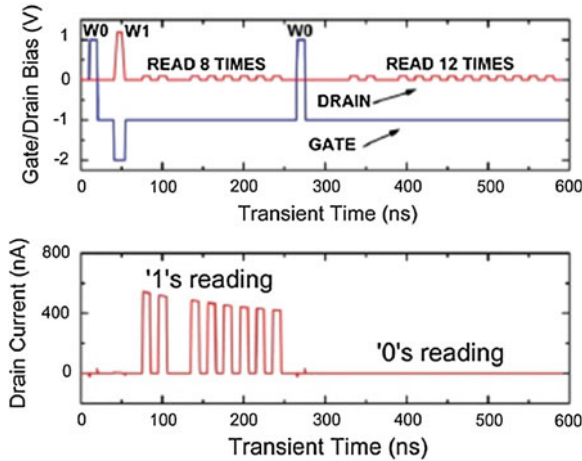 Gate/Drain Bias (V)
1
0
-1
-2
W0
W1
READ 8 TIMES
W0
READ 12 TIMES
DRAIN
GATE
0 100 200 300 400 500 600
Transient Time (ns)
Drain Current (nA)
800
400
0
'1's reading
'0's reading
0 100 200 300 400 500 600
Transient Time (ns)